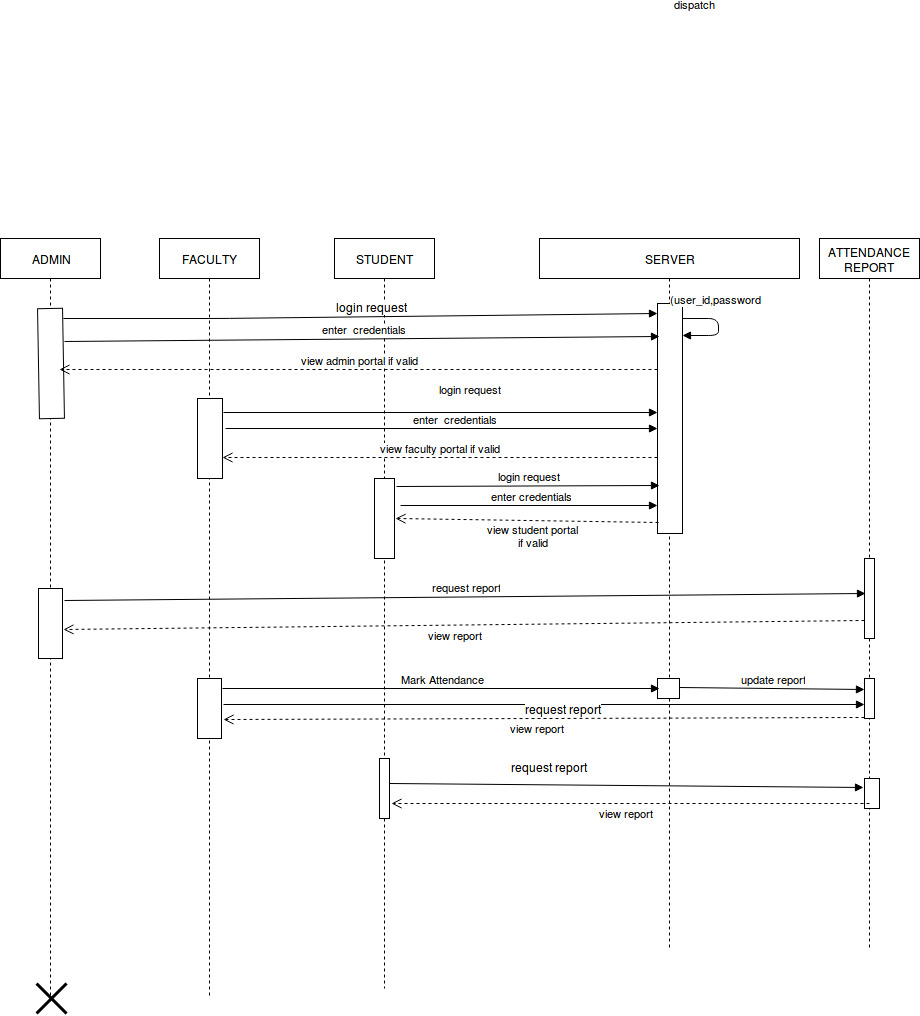 dispatch
ADMIN
FACULTY
STUDENT
SERVER
ATTENDANCE
REPORT
(user_id,password
login request
enter credentials
view admin portal if valid
login request
enter credentials
view faculty portal if valid
login request
enter credentials
view student portal
if valid
request report
view report
Mark Attendance
update report
request report
view report
request report
view report